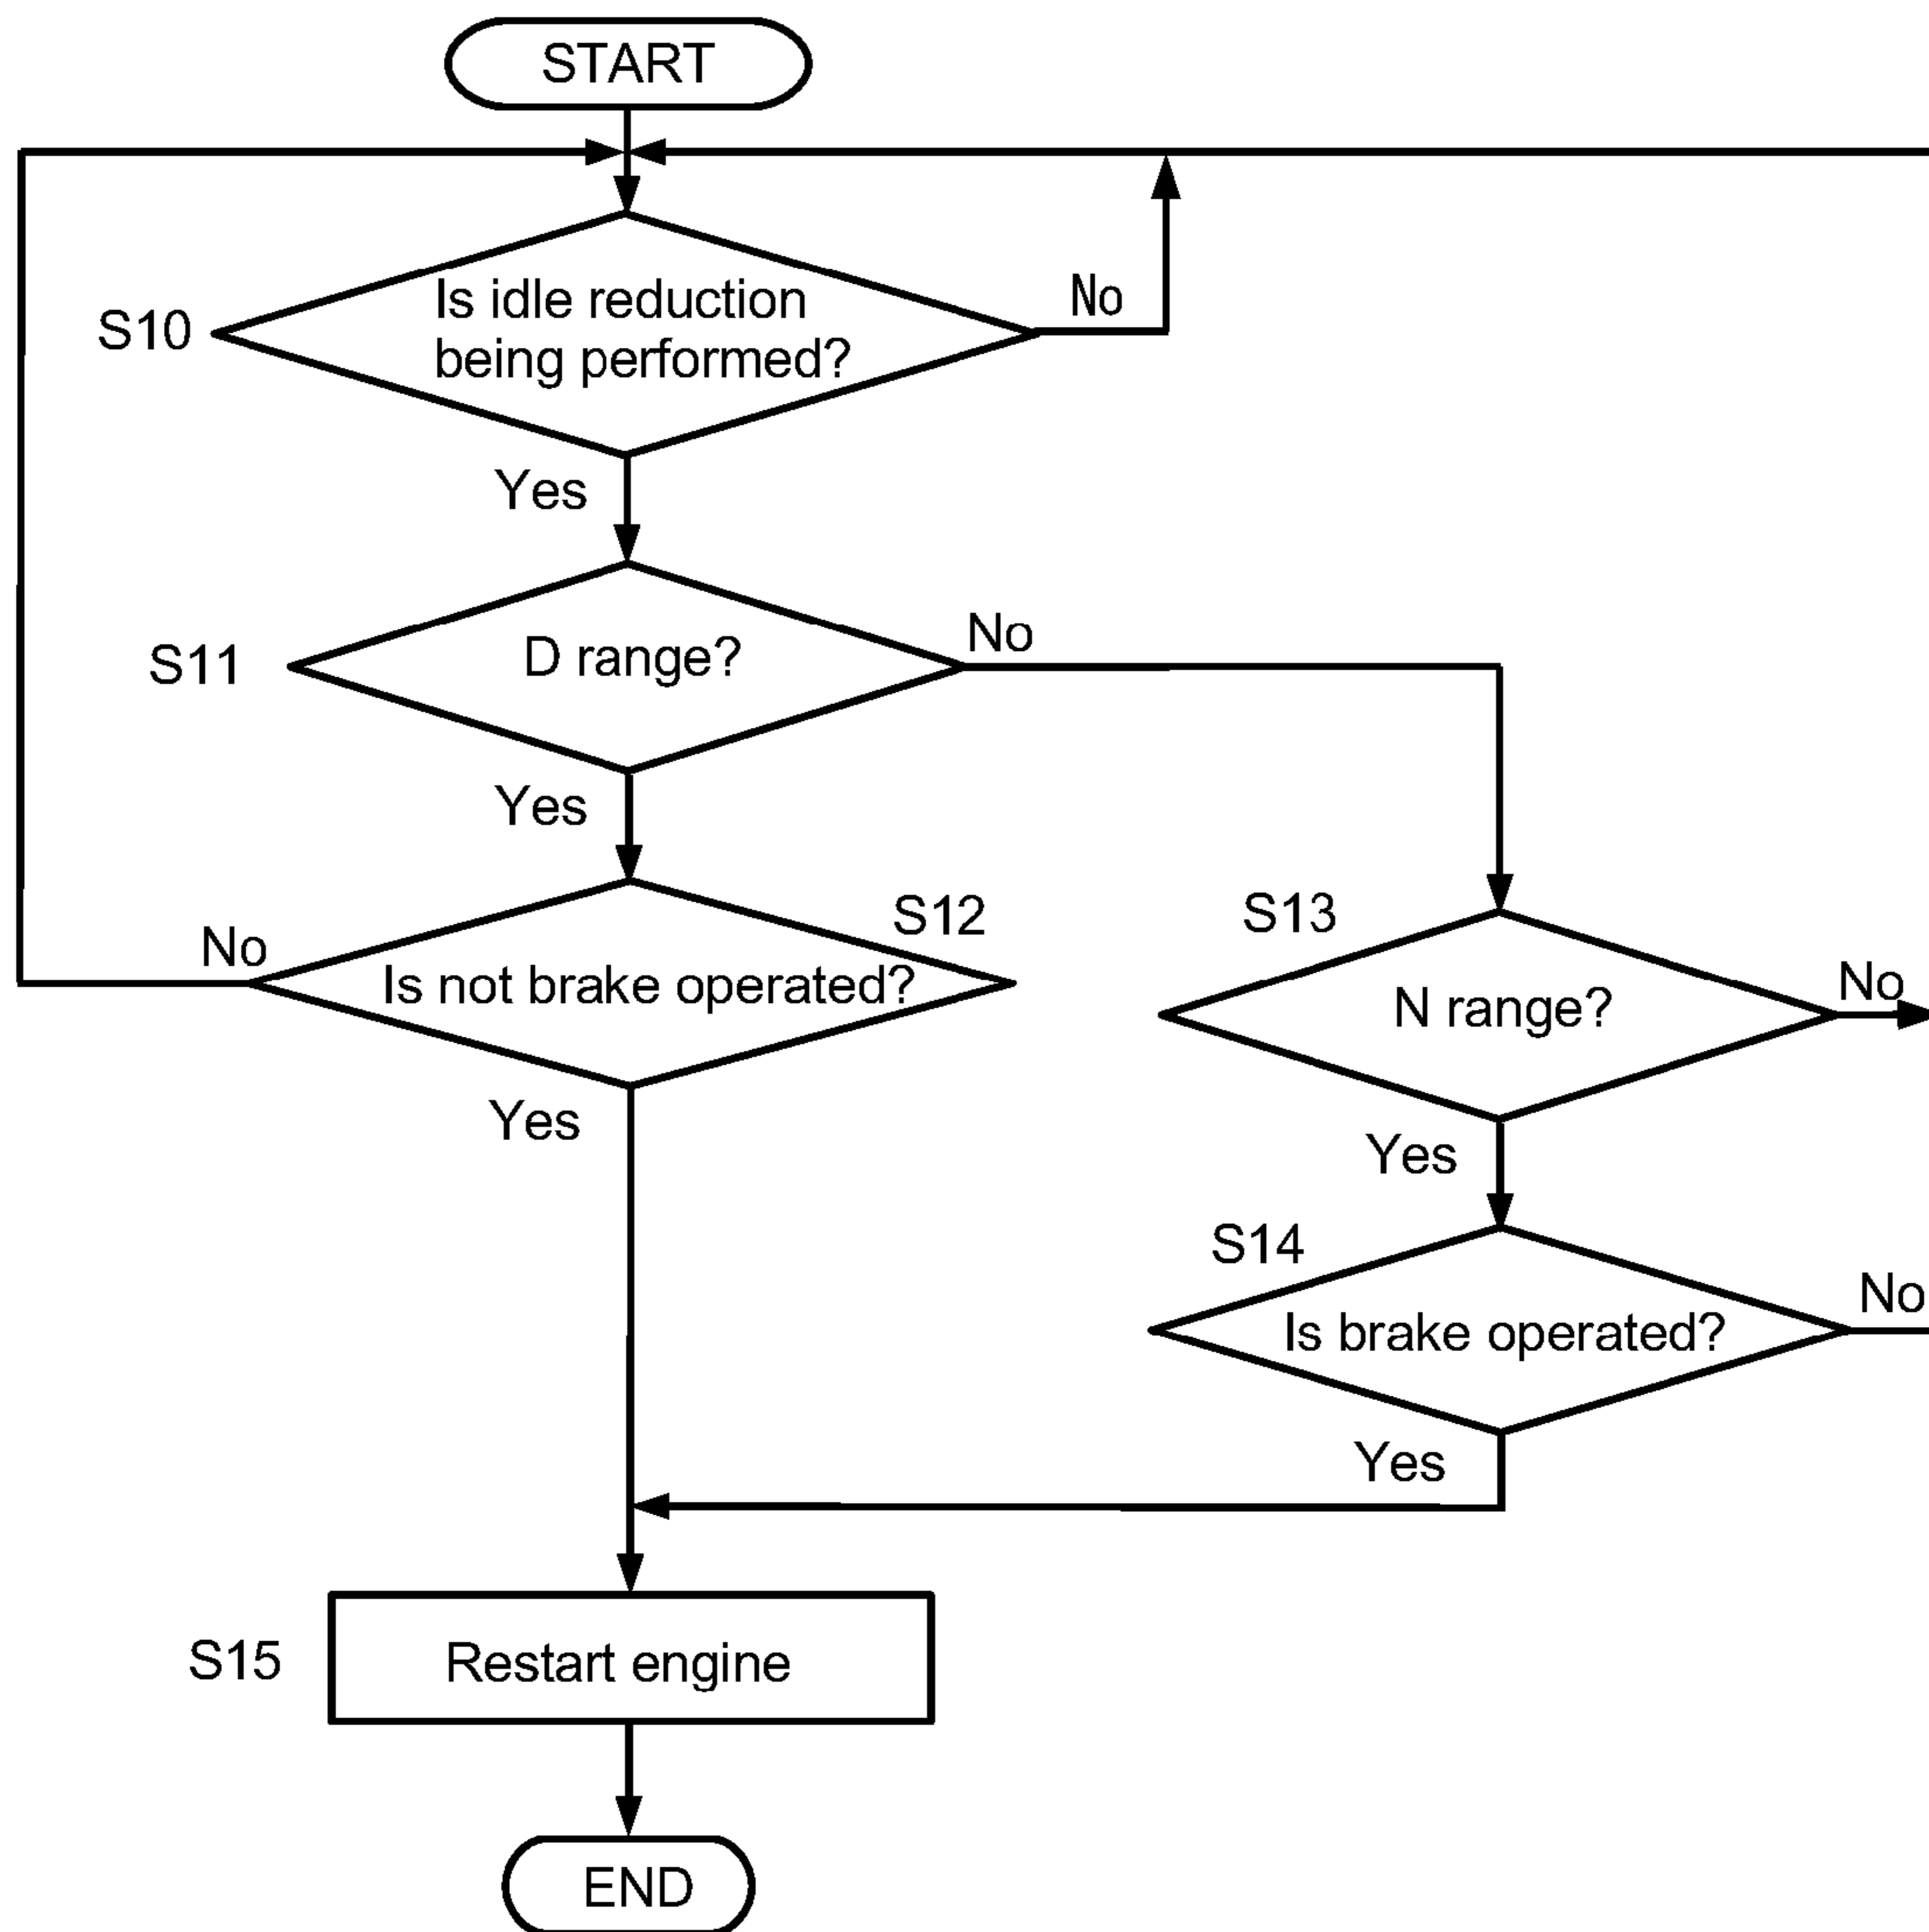 START
S10
Is idle reduction
being performed?
No
Yes
S11
D range?
No
Yes
S12
Is not brake operated?
No
Yes
S13
N range?
No
Yes
S14
Is brake operated?
No
Yes
S15
Restart engine
END